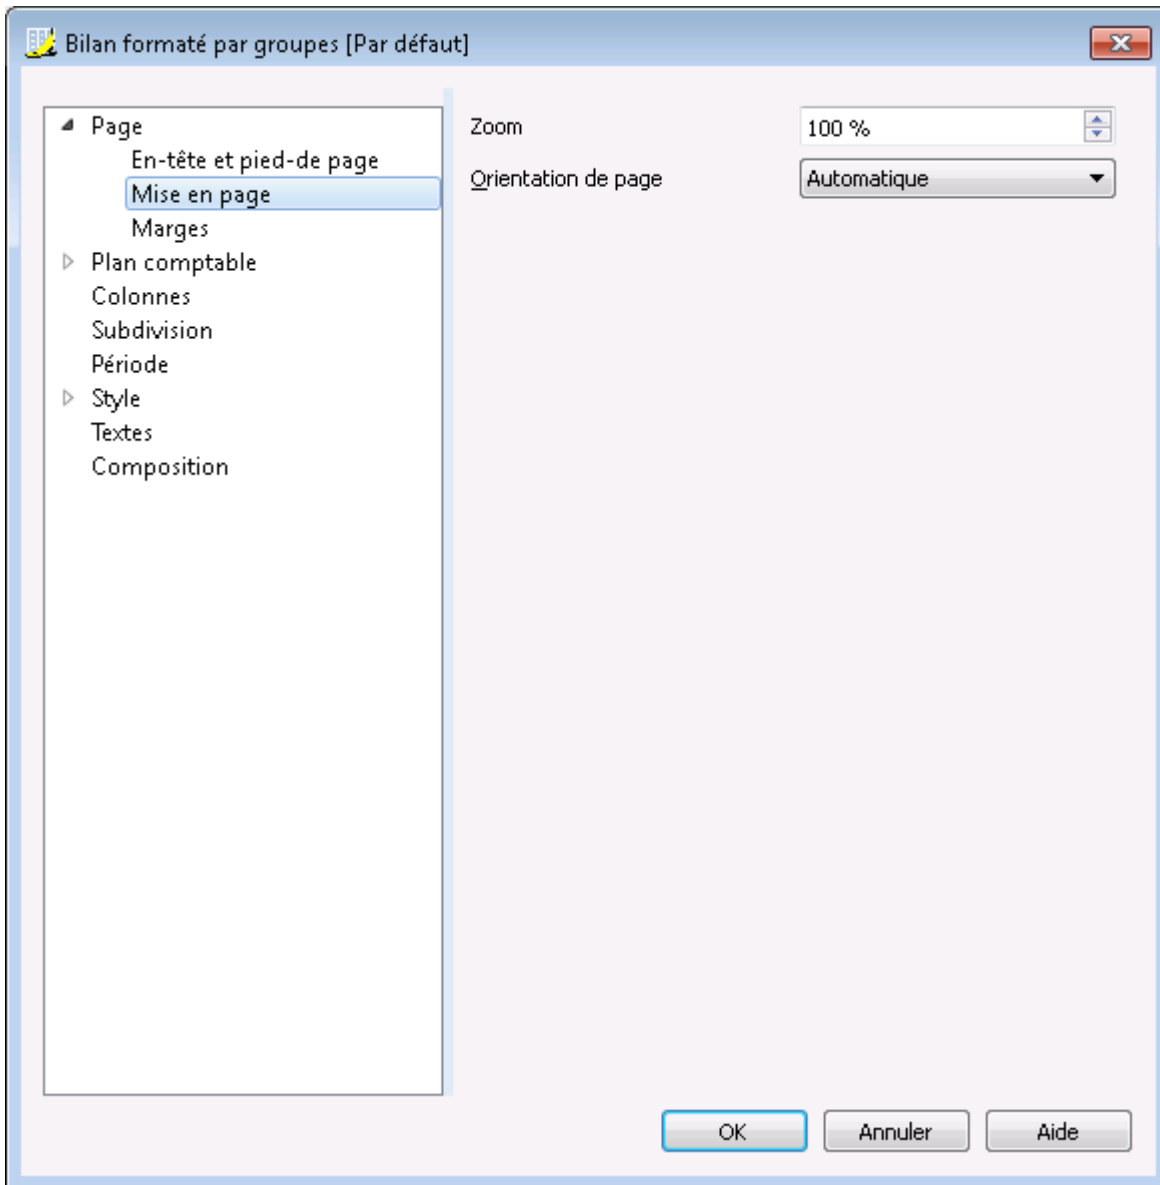 Bilan formaté par groupes [Par défaut]
Page
En-tête et pied-de page
Mise en page
Marges
Plan comptable
Colonnes
Subdivision
Période
Style
Textes
Composition
Zoom 100 %
Orientation de page Automatique
OK Annuler Aide